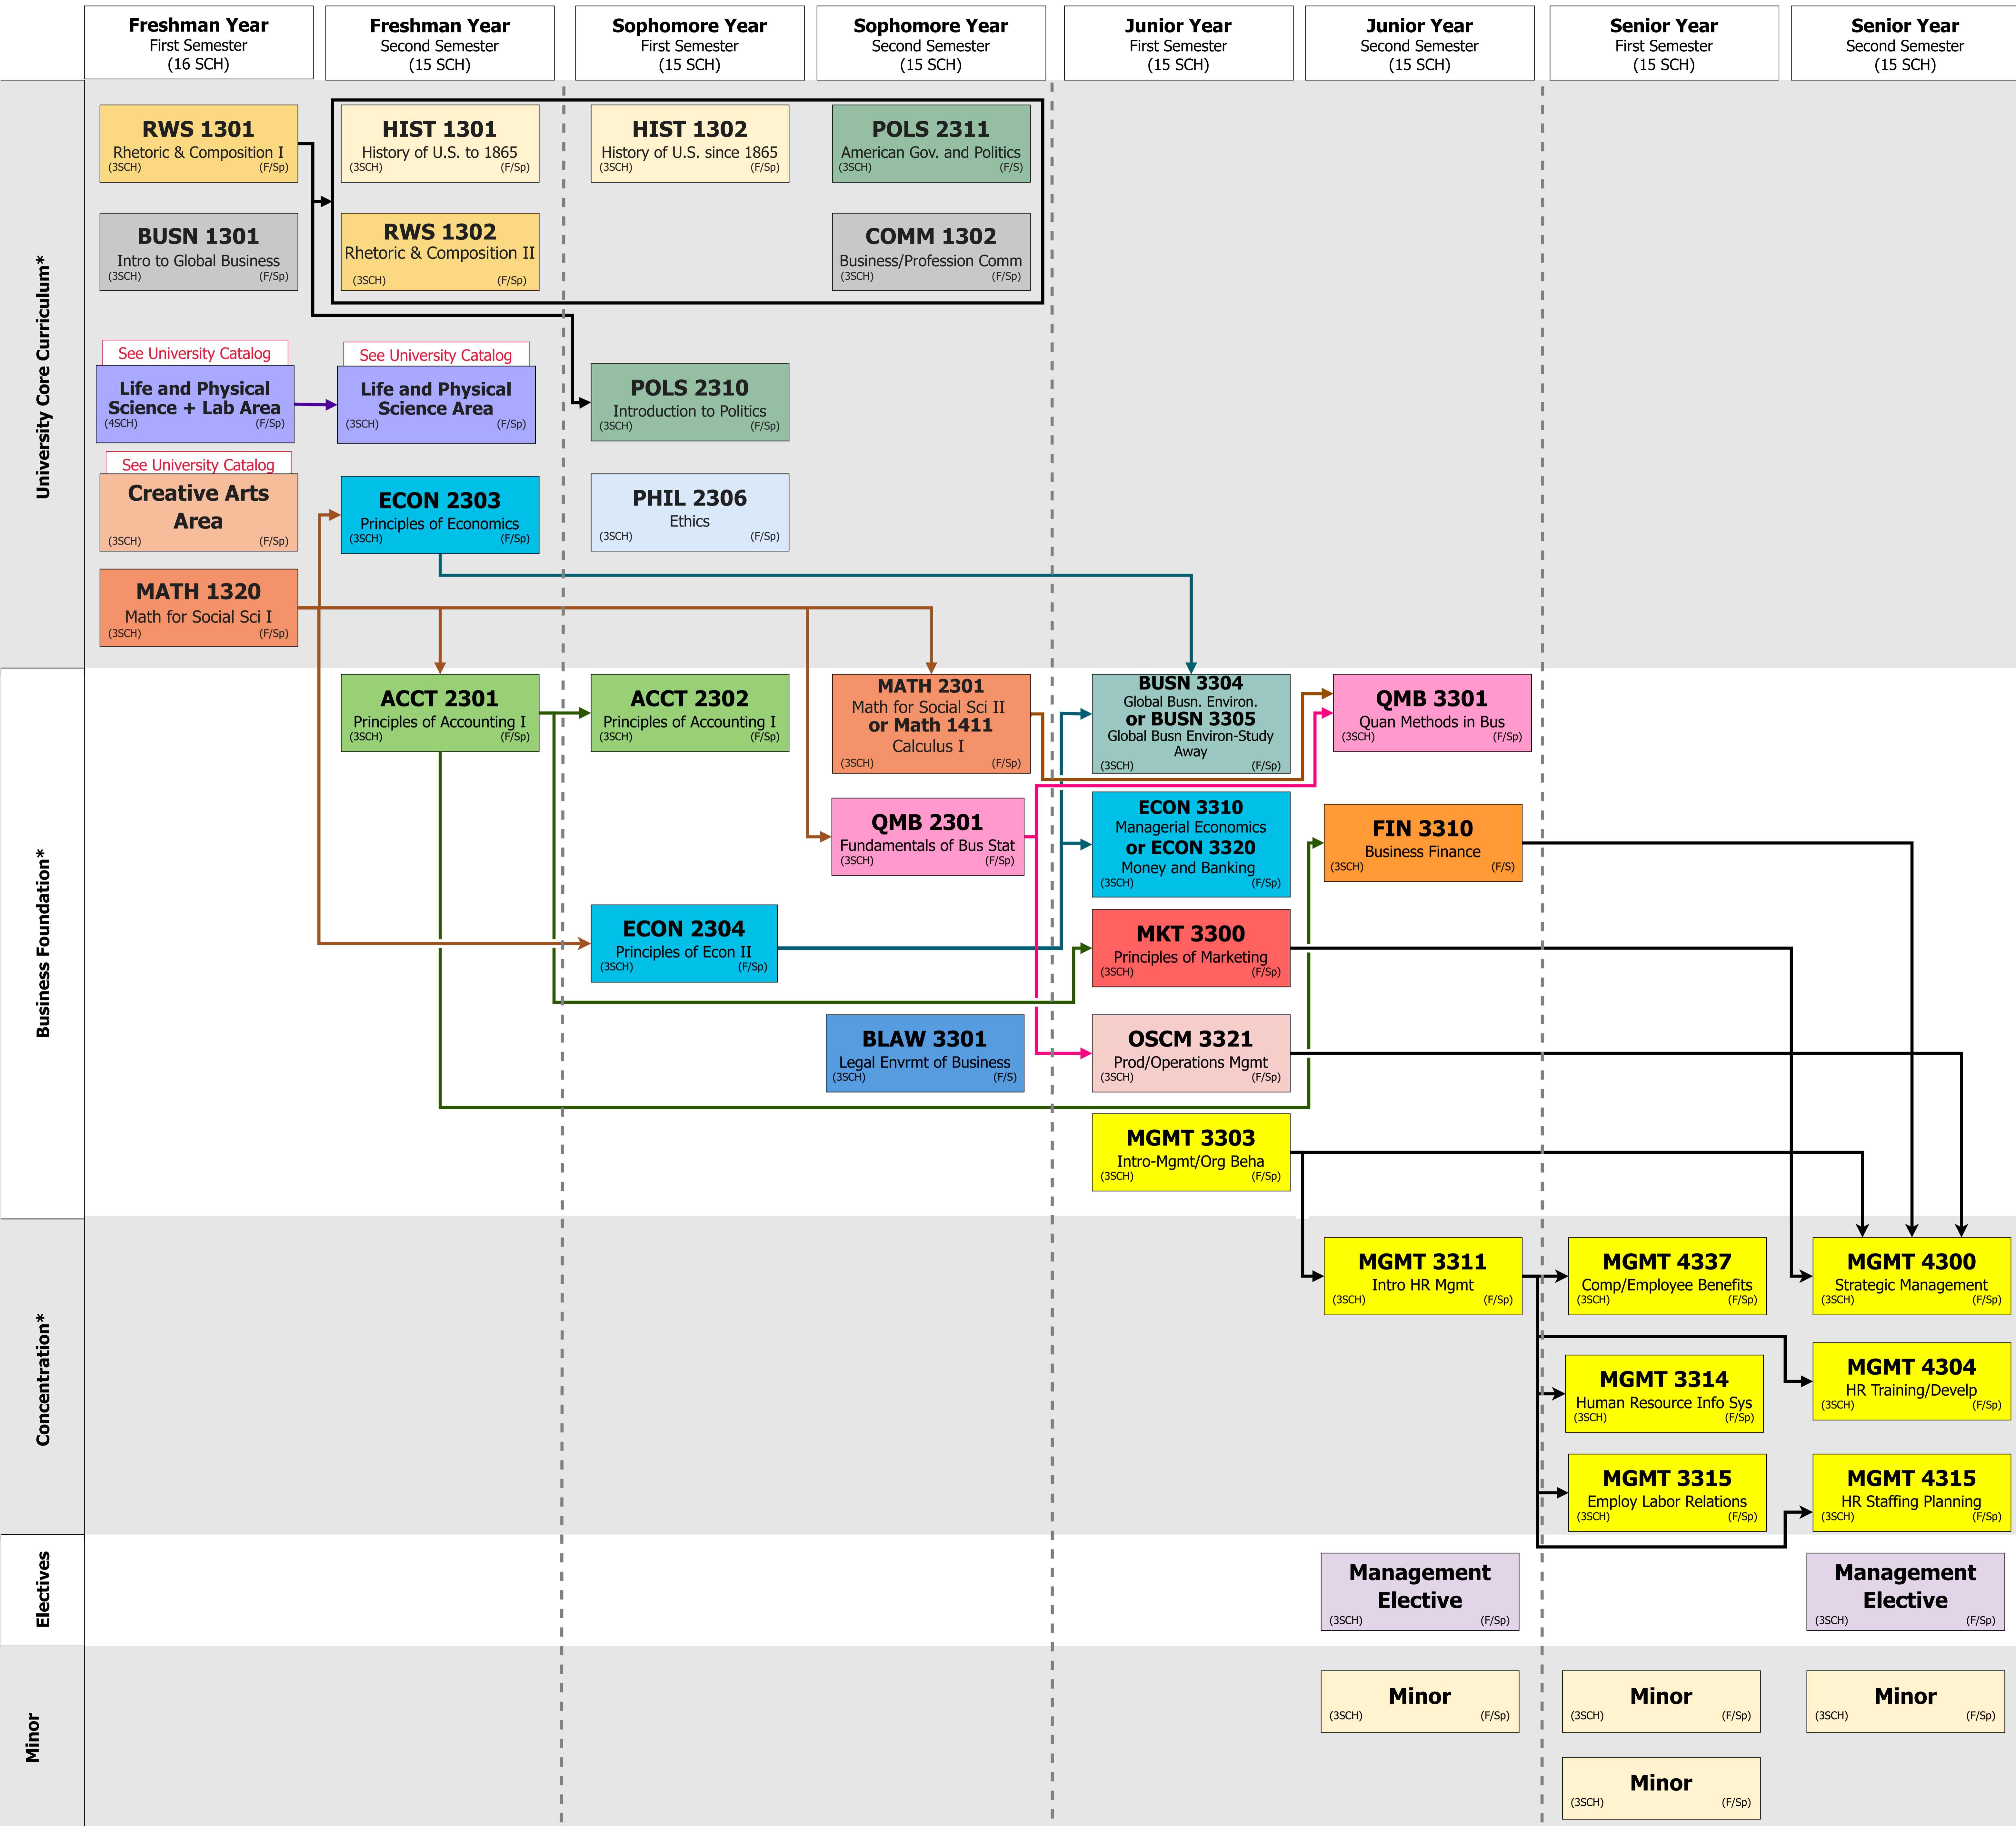 Freshman Year
First Semester
(16 SCH)
Freshman Year
Second Semester
(15 SCH)
Sophomore Year
First Semester
(15 SCH)
Sophomore Year
Second Semester
(15 SCH)
Junior Year
First Semester
(15 SCH)
Junior Year
Second Semester
(15 SCH)
Senior Year
First Semester
(15 SCH)
Senior Year
Second Semester
(15 SCH)
University Core Curriculum*
RWS 1301
Rhetoric & Composition I
(3SCH) (F/Sp)
HIST 1301
History of U.S. to 1865
(3SCH) (F/Sp)
HIST 1302
History of U.S. since 1865
(3SCH) (F/Sp)
POLS 2311
American Gov. and Politics
(3SCH) (F/S)
BUSN 1301
Intro to Global Business
(3SCH) (F/Sp)
RWS 1302
Rhetoric & Composition II
(3SCH) (F/Sp)
COMM 1302
Business/Profession Comm
(3SCH) (F/Sp)
See University Catalog
Life and Physical
Science + Lab Area
(4SCH) (F/Sp)
See University Catalog
Life and Physical
Science Area
(3SCH) (F/Sp)
POLS 2310
Introduction to Politics
(3SCH) (F/Sp)
See University Catalog
Creative Arts
Area
(3SCH) (F/Sp)
ECON 2303
Principles of Economics
(3SCH) (F/Sp)
PHIL 2306
Ethics
(3SCH) (F/Sp)
MATH 1320
Math for Social Sci I
(3SCH) (F/Sp)
Business Foundation*
ACCT 2301
Principles of Accounting I
(3SCH) (F/Sp)
ACCT 2302
Principles of Accounting I
(3SCH) (F/Sp)
MATH 2301
Math for Social Sci II
or Math 1411
Calculus I
(3SCH) (F/Sp)
BUSN 3304
Global Busn. Environ.
or BUSN 3305
Global Busn Environ-Study
Away
(3SCH) (F/Sp)
QMB 3301
Quan Methods in Bus
(3SCH) (F/Sp)
QMB 2301
Fundamentals of Bus Stat
(3SCH) (F/Sp)
ECON 3310
Managerial Economics
or ECON 3320
Money and Banking
(3SCH) (F/Sp)
FIN 3310
Business Finance
(3SCH) (F/S)
ECON 2304
Principles of Econ II
(3SCH) (F/Sp)
MKT 3300
Principles of Marketing
(3SCH) (F/Sp)
BLAW 3301
Legal Envrmt of Business
(3SCH) (F/S)
OSCM 3321
Prod/Operations Mgmt
(3SCH) (F/Sp)
MGMT 3303
Intro-Mgmt/Org Beha
(3SCH) (F/Sp)
Concentration*
MGMT 3311
Intro HR Mgmt
(3SCH) (F/Sp)
MGMT 4337
Comp/Employee Benefits
(3SCH) (F/Sp)
MGMT 4300
Strategic Management
(3SCH) (F/Sp)
MGMT 3314
Human Resource Info Sys
(3SCH) (F/Sp)
MGMT 4304
HR Training/Develp
(3SCH) (F/Sp)
MGMT 3315
Employ Labor Relations
(3SCH) (F/Sp)
MGMT 4315
HR Staffing Planning
(3SCH) (F/Sp)
Electives
Management
Elective
(3SCH) (F/Sp)
Management
Elective
(3SCH) (F/Sp)
Minor
Minor
(3SCH) (F/Sp)
Minor
(3SCH) (F/Sp)
Minor
(3SCH) (F/Sp)
Minor
(3SCH) (F/Sp)